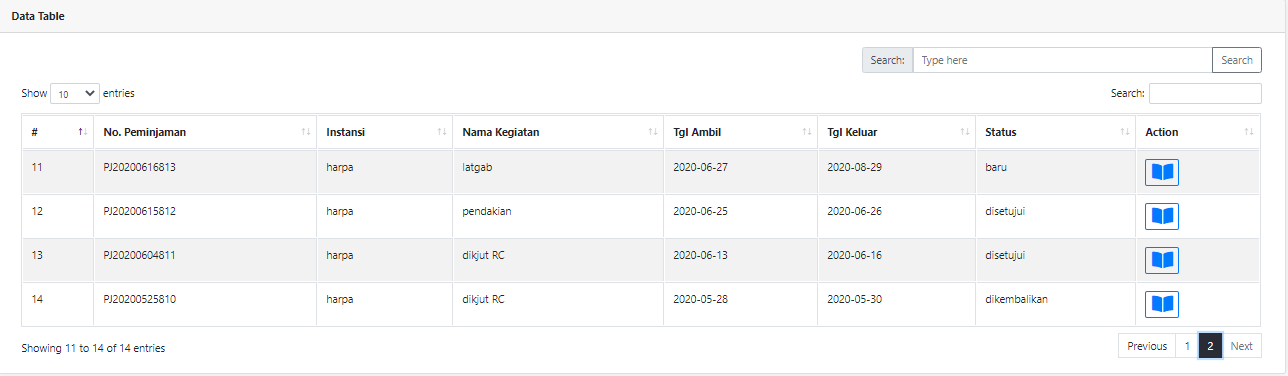 Data Table
Search: Type here Search
Show 10 entries Search:
# No. Peminjaman Instansi Nama Kegiatan Tgl Ambil Tgl Keluar Status Action
11 PJ20200616813 harpa latgab 2020-06-27 2020-08-29 baru
12 PJ20200615812 harpa pendakian 2020-06-25 2020-06-26 disetujui
13 PJ20200604811 harpa dikjut RC 2020-06-13 2020-06-16 disetujui
14 PJ20200525810 harpa dikjut RC 2020-05-28 2020-05-30 dikembalikan
Showing 11 to 14 of 14 entries Previous 1 2 Next